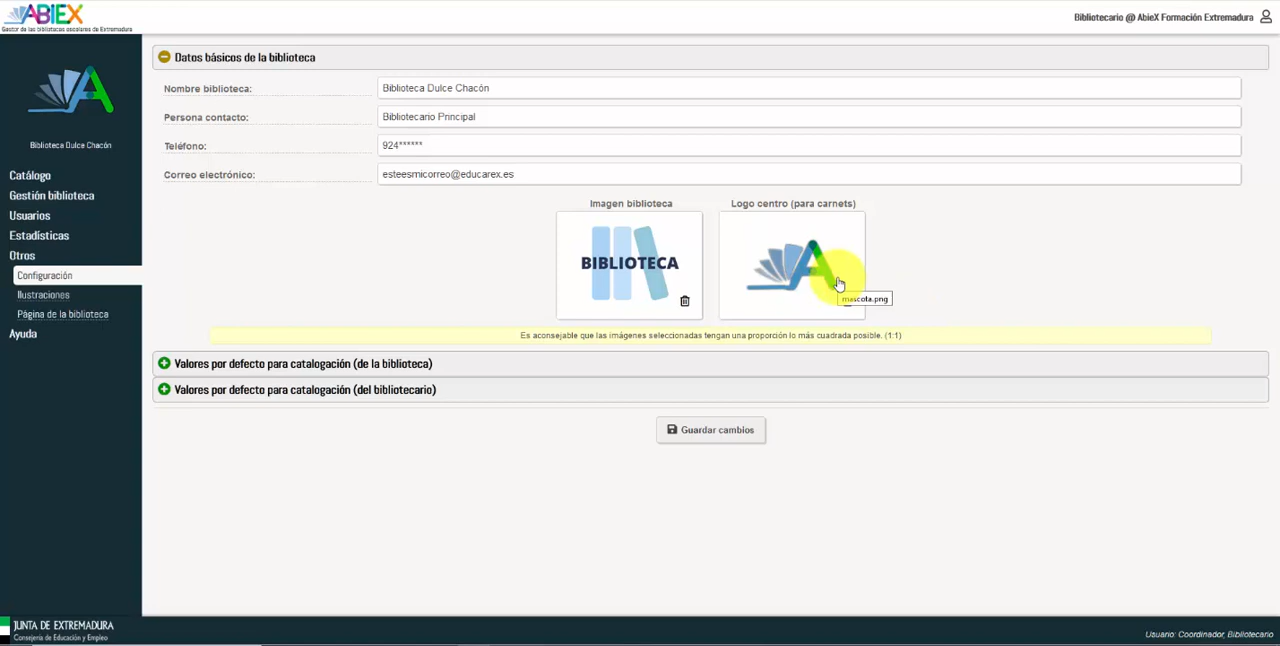 ABIEX
Gestor de las bibliotecas escolares de Extremadura
Bibliotecario @ AbieX Formación Extremadura
Biblioteca Dulce Chacón
Catálogo
Gestión biblioteca
Usuarios
Estadísticas
Otros
Configuración
Ilustraciones
Página de la biblioteca
Ayuda
Datos básicos de la biblioteca
Nombre biblioteca: Biblioteca Dulce Chacón
Persona contacto: Bibliotecario Principal
Teléfono: 924******
Correo electrónico: esteesmicorreo@educarex.es
Imagen biblioteca Logo centro (para carnets)
BIBLIOTECA
mascota.png
Es aconsejable que las imágenes seleccionadas tengan una proporción lo más cuadrada posible. (1:1)
Valores por defecto para catalogación (de la biblioteca)
Valores por defecto para catalogación (del bibliotecario)
Guardar cambios
JUNTA DE EXTREMADURA
Consejería de Educación y Empleo
Usuario: Coordinador, Bibliotecario